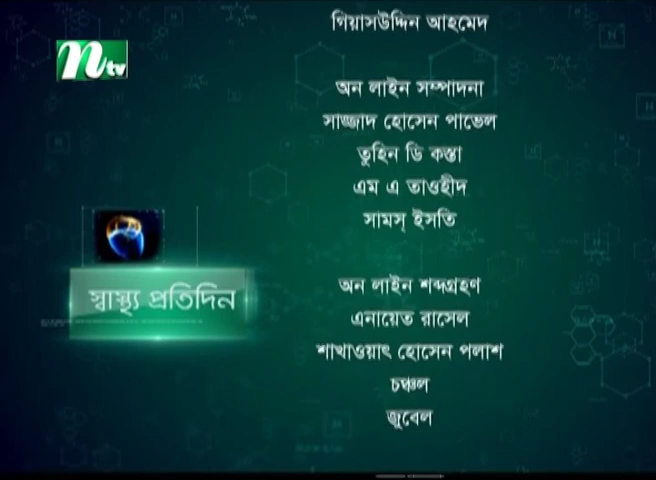 ntv
গিয়াসউদ্দিন আহমেদ
অন লাইন সম্পাদনা
সাজ্জাদ হোসেন পাভেল
তুহিন ডি কস্তা
এম এ তাওহীদ
সামস্ ইসতি
স্বাস্থ্য প্রতিদিন
অন লাইন শব্দগ্রহণ
এনায়েত রাসেল
শাখাওয়াৎ হোসেন পলাশ
চঞ্চল
জুবেল